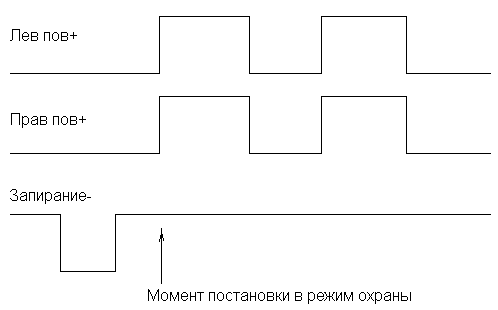 Лев пов+
Прав пов+
Запирание-
Момент постановки в режим охраны